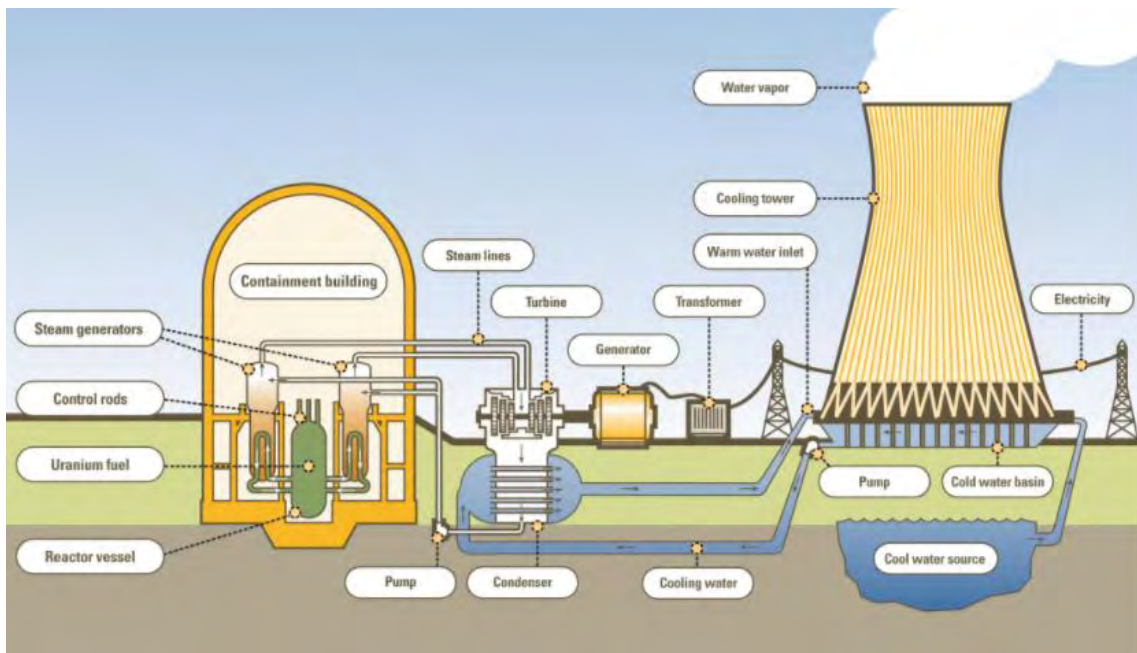 Water vapor
Cooling tower
Steam lines
Warm water inlet
Containment building
Turbine
Transformer
Electricity
Steam generators
Generator
Control rods
Uranium fuel
Pump
Cold water basin
Reactor vessel
Pump
Condenser
Cooling water
Cool water source